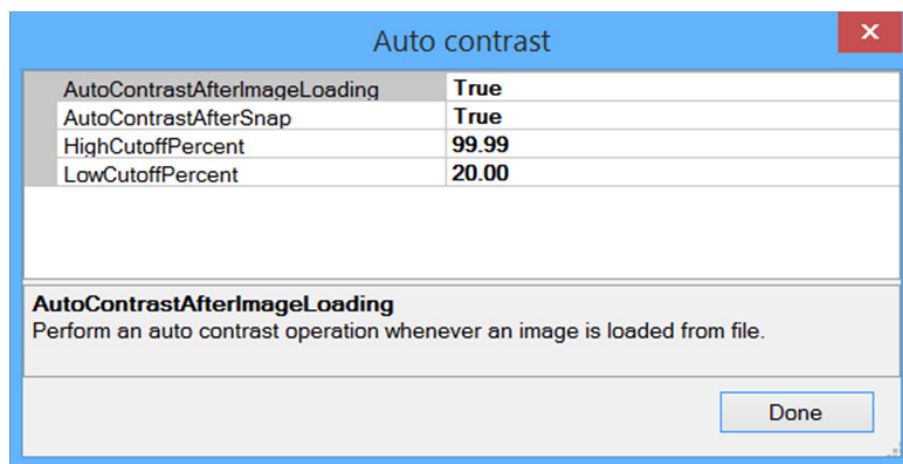 Auto contrast
AutoContrastAfterImageLoading True
AutoContrastAfterSnap True
HighCutoffPercent 99.99
LowCutoffPercent 20.00
AutoContrastAfterImageLoading
Perform an auto contrast operation whenever an image is loaded from file.
Done